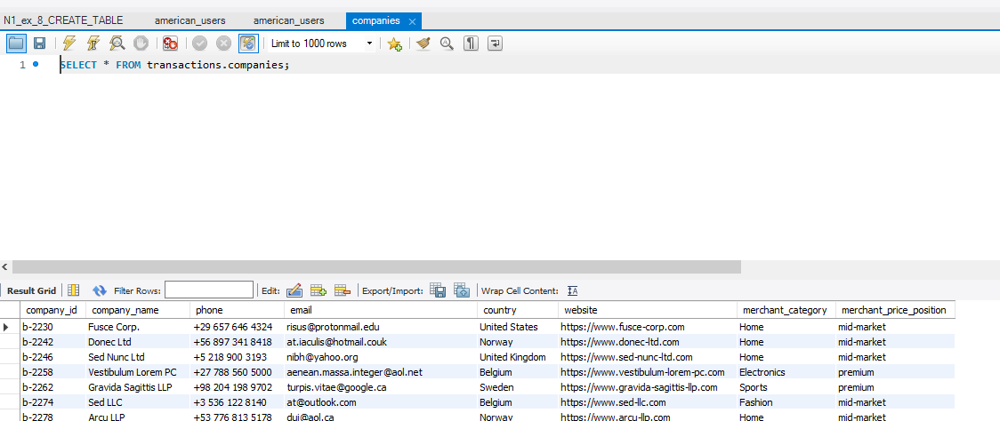 N1_ex_8_CREATE_TABLE american_users american_users companies
Limit to 1000 rows
1 SELECT * FROM transactions.companies;
Result Grid Filter Rows: Edit: Export/Import: Wrap Cell Content:
company_id company_name phone email country website merchant_category merchant_price_position
b-2230 Fusce Corp. +29 657 646 4324 risus@protonmail.edu United States https://www.fusce-corp.com Home mid-market
b-2242 Donec Ltd +56 897 341 8418 at.iaculis@hotmail.couk Norway https://www.donec-ltd.com Home mid-market
b-2246 Sed Nunc Ltd +5 218 900 3193 nibh@yahoo.org United Kingdom https://www.sed-nunc-ltd.com Home mid-market
b-2258 Vestibulum Lorem PC +27 788 560 5000 aenean.massa.integer@aol.net Belgium https://www.vestibulum-lorem-pc.com Electronics premium
b-2262 Gravida Sagittis LLP +98 204 198 9702 turpis.vitae@google.ca Sweden https://www.gravida-sagittis-llp.com Sports premium
b-2274 Sed LLC +3 536 122 8140 at@outlook.com Belgium https://www.sed-llc.com Fashion mid-market
b-2278 Arcu LLP +53 776 813 5178 dui@aol.ca Norway https://www.arcu-llp.com Home mid-market